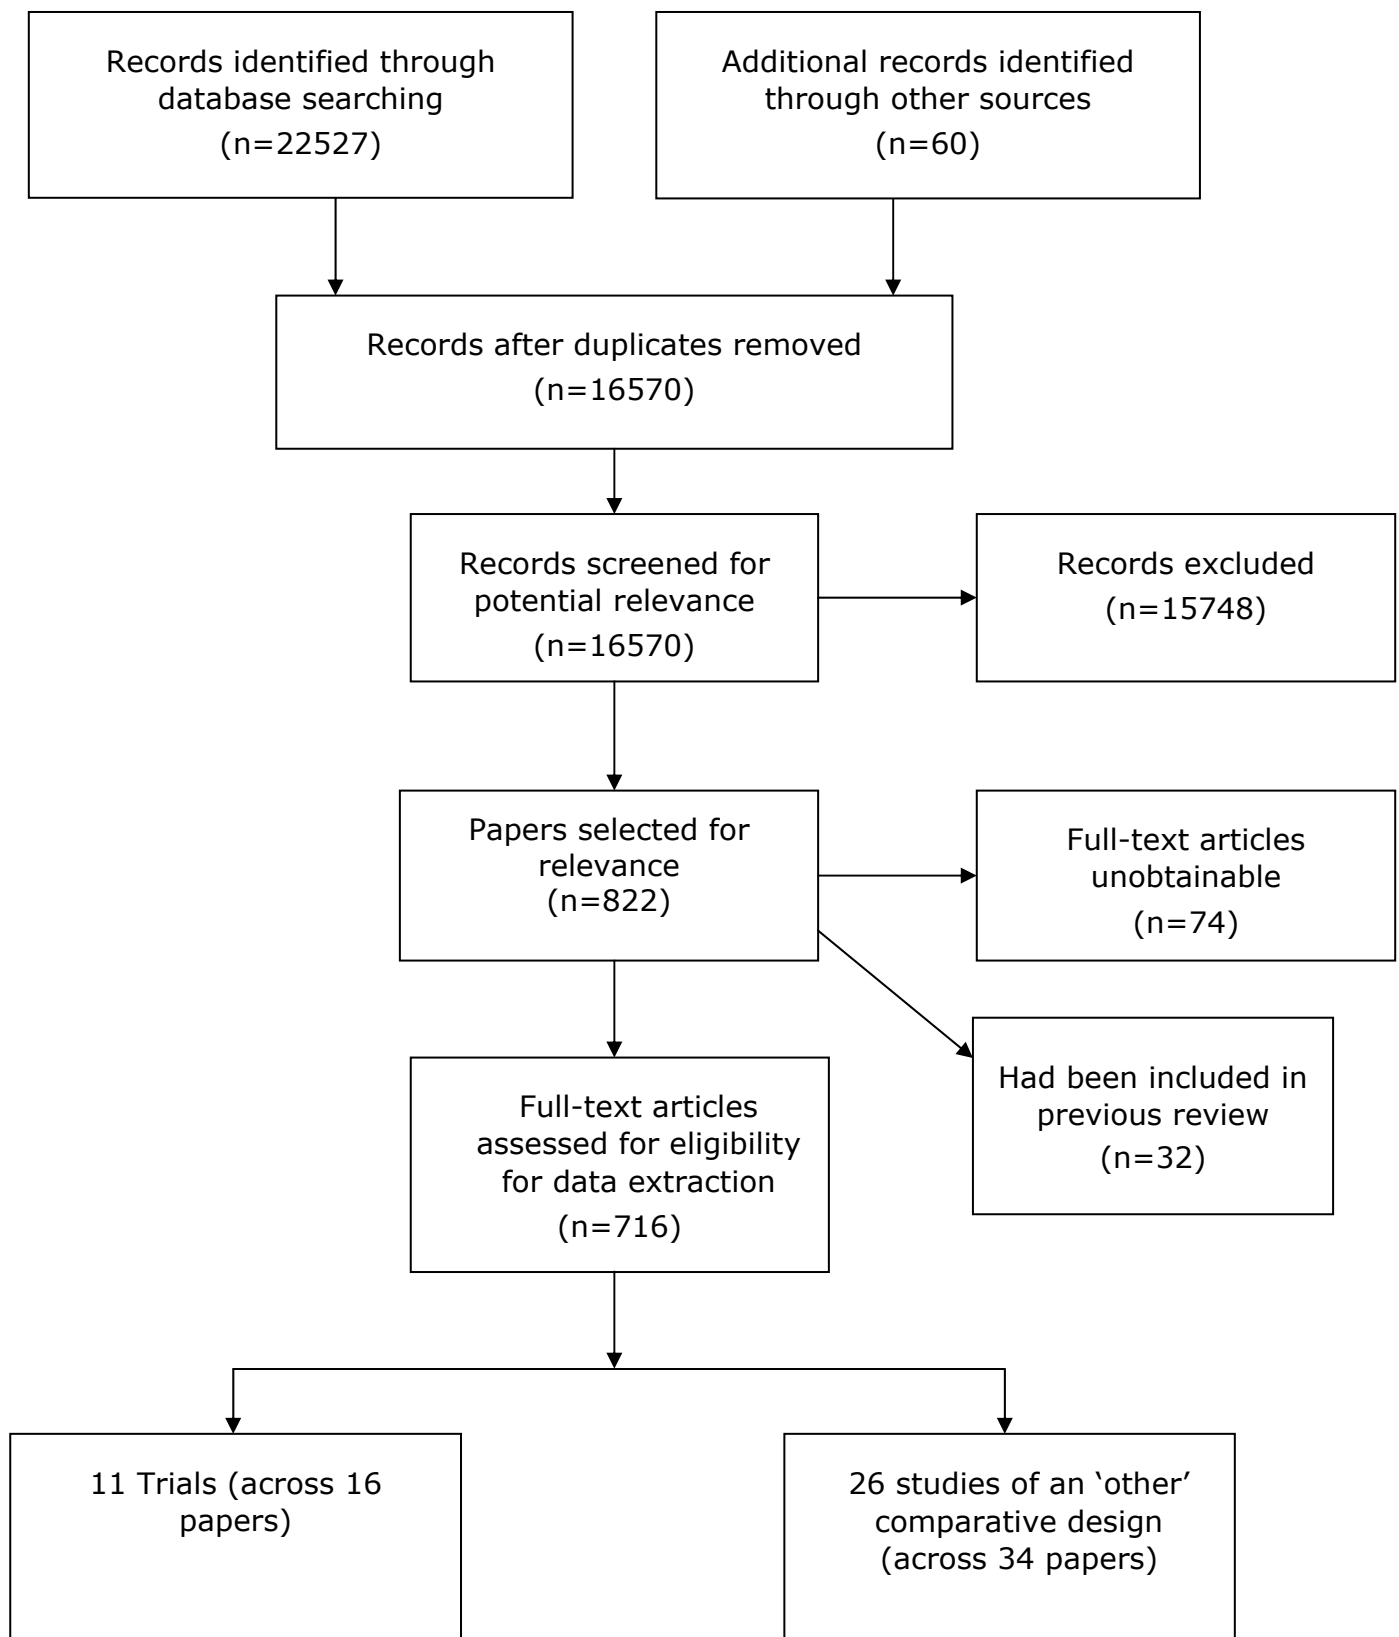 Records identified through
database searching
(n=22527)
Additional records identified
through other sources
(n=60)
Records after duplicates removed
(n=16570)
Records screened for
potential relevance
(n=16570)
Records excluded
(n=15748)
Papers selected for
relevance
(n=822)
Full-text articles
unobtainable
(n=74)
Had been included in
previous review
(n=32)
Full-text articles
assessed for eligibility
for data extraction
(n=716)
11 Trials (across 16
papers)
26 studies of an ‘other’
comparative design
(across 34 papers)